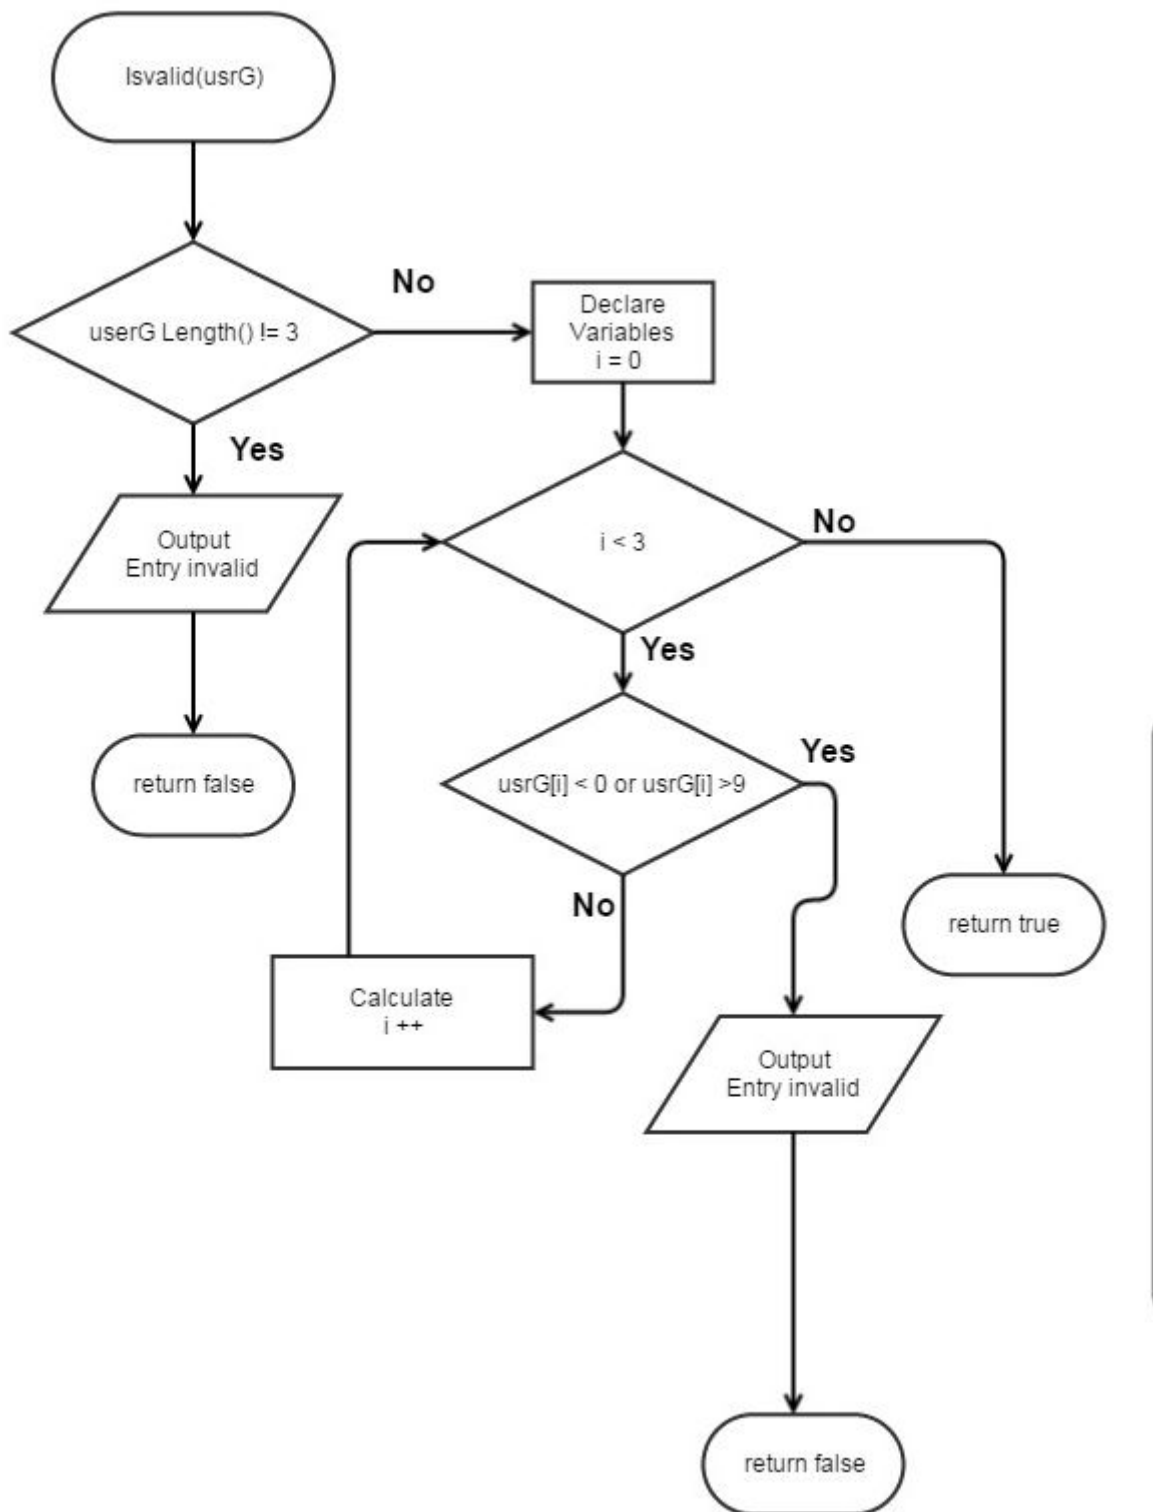 Isvalid(usrG)
userG Length() != 3
No
Yes
Output
Entry invalid
return false
Declare
Variables
i = 0
i < 3
No
return true
Yes
usrG[i] < 0 or usrG[i] >9
Yes
No
Calculate
i ++
Output
Entry invalid
return false